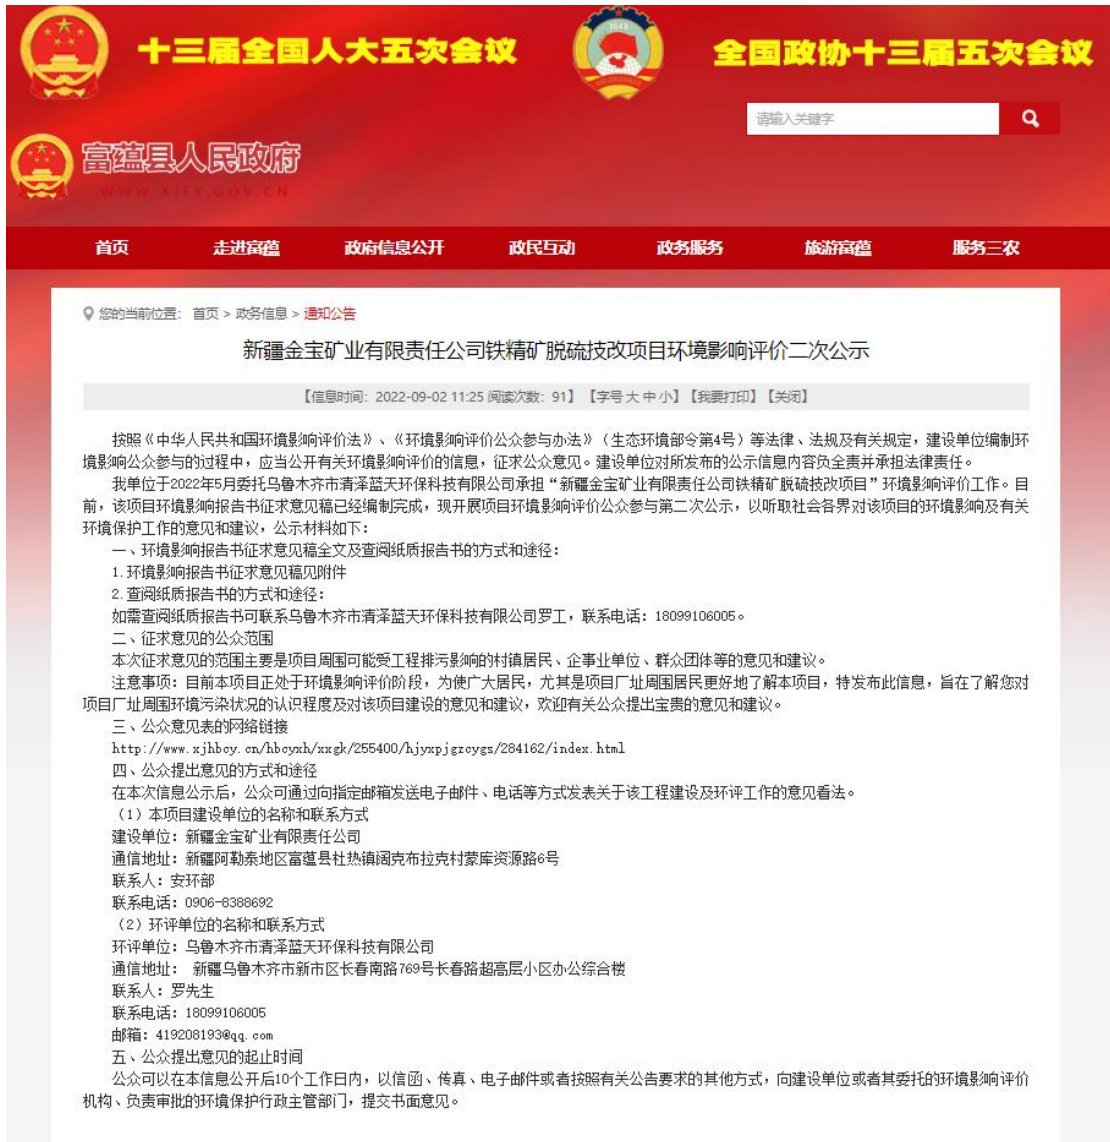 十三届全国人大五次会议
全国政协十三届五次会议
请输入关键字
富蕴县人民政府
WWW.XJFY.GOV.CN
首页 走进富蕴 政府信息公开 政民互动 政务服务 旅游富蕴 服务三农
您的当前位置： 首页 > 政务信息 > 通知公告
新疆金宝矿业有限责任公司铁精矿脱硫技改项目环境影响评价二次公示
【信息时间：2022-09-02 11:25 阅读次数：91】【字号 大 中 小】【我要打印】【关闭】
按照《中华人民共和国环境影响评价法》、《环境影响评价公众参与办法》（生态环境部令第4号）等法律、法规及有关规定，建设单位编制环
境影响公众参与的过程中，应当公开有关环境影响评价的信息，征求公众意见。建设单位对所发布的公示信息内容负全责并承担法律责任。
我单位于2022年5月委托乌鲁木齐市清泽蓝天环保科技有限公司承担“新疆金宝矿业有限责任公司铁精矿脱硫技改项目”环境影响评价工作。目
前，该项目环境影响报告书征求意见稿已经编制完成，现开展项目环境影响评价公众参与第二次公示，以听取社会各界对该项目的环境影响及有关
环境保护工作的意见和建议，公示材料如下：
一、环境影响报告书征求意见稿全文及查阅纸质报告书的方式和途径：
1.环境影响报告书征求意见稿见附件
2.查阅纸质报告书的方式和途径：
如需查阅纸质报告书可联系乌鲁木齐市清泽蓝天环保科技有限公司罗工，联系电话：18099106005。
二、征求意见的公众范围
本次征求意见的范围主要是项目周围可能受工程排污影响的村镇居民、企事业单位、群众团体等的意见和建议。
注意事项：目前本项目正处于环境影响评价阶段，为使广大居民，尤其是项目厂址周围居民更好地了解本项目，特发布此信息，旨在了解您对
项目厂址周围环境污染状况的认识程度及对该项目建设的意见和建议，欢迎有关公众提出宝贵的意见和建议。
三、公众意见表的网络链接
http://www.xjhbcy.cn/hbcyxh/xxgk/255400/hjyxpjgzcygs/284162/index.html
四、公众提出意见的方式和途径
在本次信息公示后，公众可通过向指定邮箱发送电子邮件、电话等方式发表关于该工程建设及环评工作的意见看法。
（1）本项目建设单位的名称和联系方式
建设单位：新疆金宝矿业有限责任公司
通信地址：新疆阿勒泰地区富蕴县杜热镇阔克布拉克村蒙库资源路6号
联系人：安环部
联系电话：0906-8388692
（2）环评单位的名称和联系方式
环评单位：乌鲁木齐市清泽蓝天环保科技有限公司
通信地址： 新疆乌鲁木齐市新市区长春南路769号长春路超高层小区办公综合楼
联系人：罗先生
联系电话：18099106005
邮箱：419208193@qq.com
五、公众提出意见的起止时间
公众可以在本信息公开后10个工作日内，以信函、传真、电子邮件或者按照有关公告要求的其他方式，向建设单位或者其委托的环境影响评价
机构、负责审批的环境保护行政主管部门，提交书面意见。